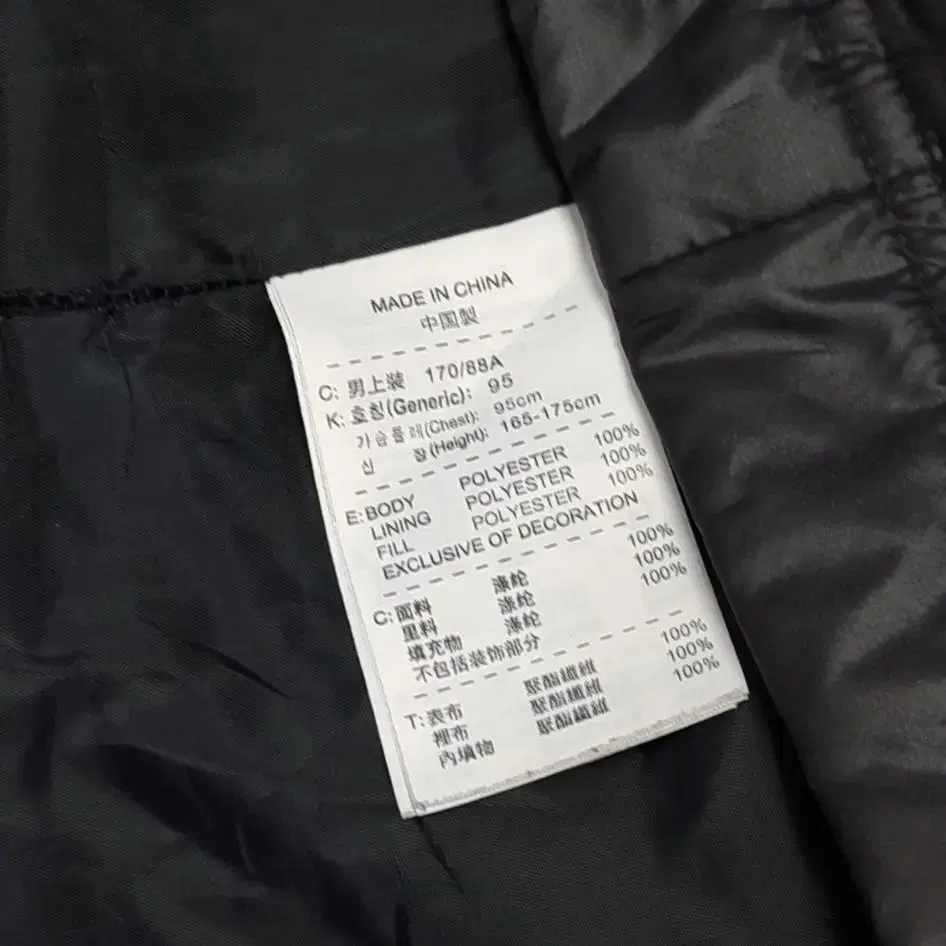 MADE IN CHINA
中国製
C: 男上装 170/88A
K: 호칭(Generic): 95
가슴둘레(Chest): 95cm
신 장(Height): 165-175cm
E: BODY POLYESTER 100%
LINING POLYESTER 100%
FILL POLYESTER 100%
EXCLUSIVE OF DECORATION
C: 面料 涤纶 100%
里料 涤纶 100%
填充物 涤纶 100%
不包括装饰部分
T: 表布 聚酯纖維 100%
裡布 聚酯纖維 100%
內填物 聚酯纖維 100%